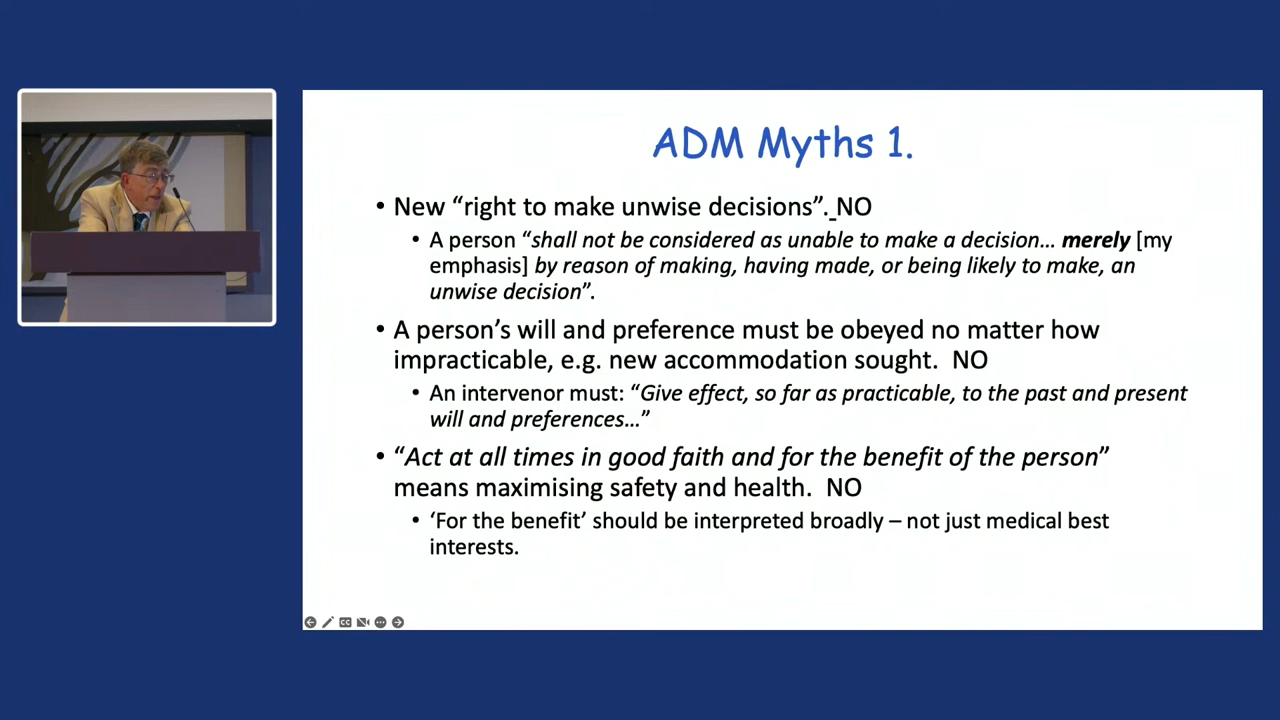 ADM Myths 1.
• New “right to make unwise decisions”. NO
• A person “shall not be considered as unable to make a decision… merely [my
emphasis] by reason of making, having made, or being likely to make, an
unwise decision”.
• A person’s will and preference must be obeyed no matter how
impracticable, e.g. new accommodation sought.  NO
• An intervenor must: “Give effect, so far as practicable, to the past and present
will and preferences…”
• “Act at all times in good faith and for the benefit of the person”
means maximising safety and health.  NO
• ‘For the benefit’ should be interpreted broadly – not just medical best
interests.
CC